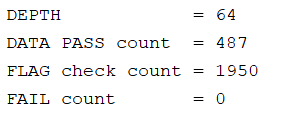 DEPTH            = 64
DATA PASS count  = 487
FLAG check count = 1950
FAIL count       = 0